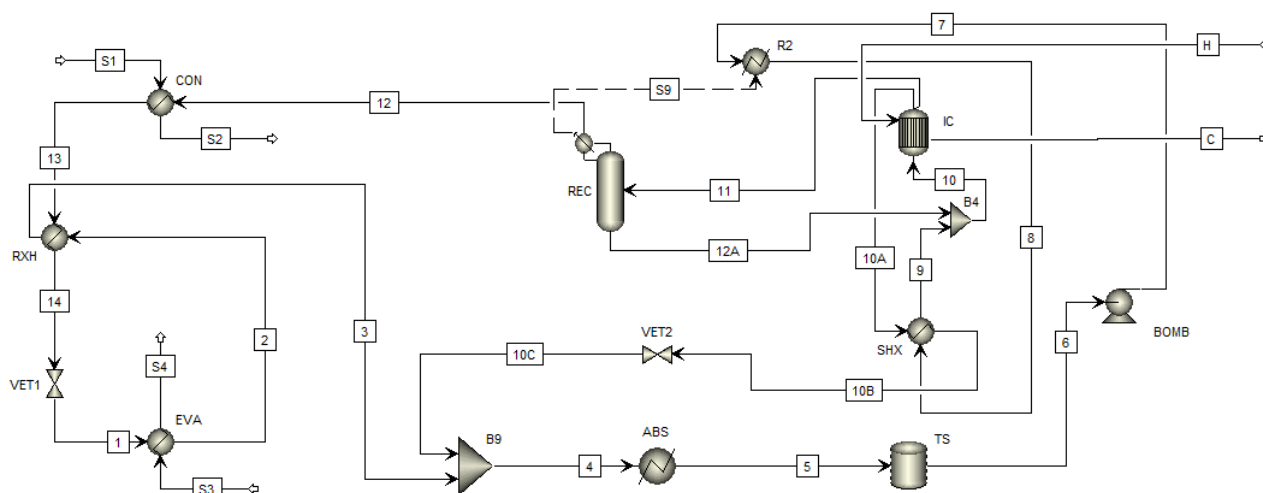 7
R2
H
S1
CON
S9
12
IC
S2
C
13
REC
11
10
B4
RXH
12A
8
10A
9
14
2
3
VET2
BOMB
SHX
6
S4
10C
VET1
10B
EVA
ABS
TS
B9
1
4
5
S3